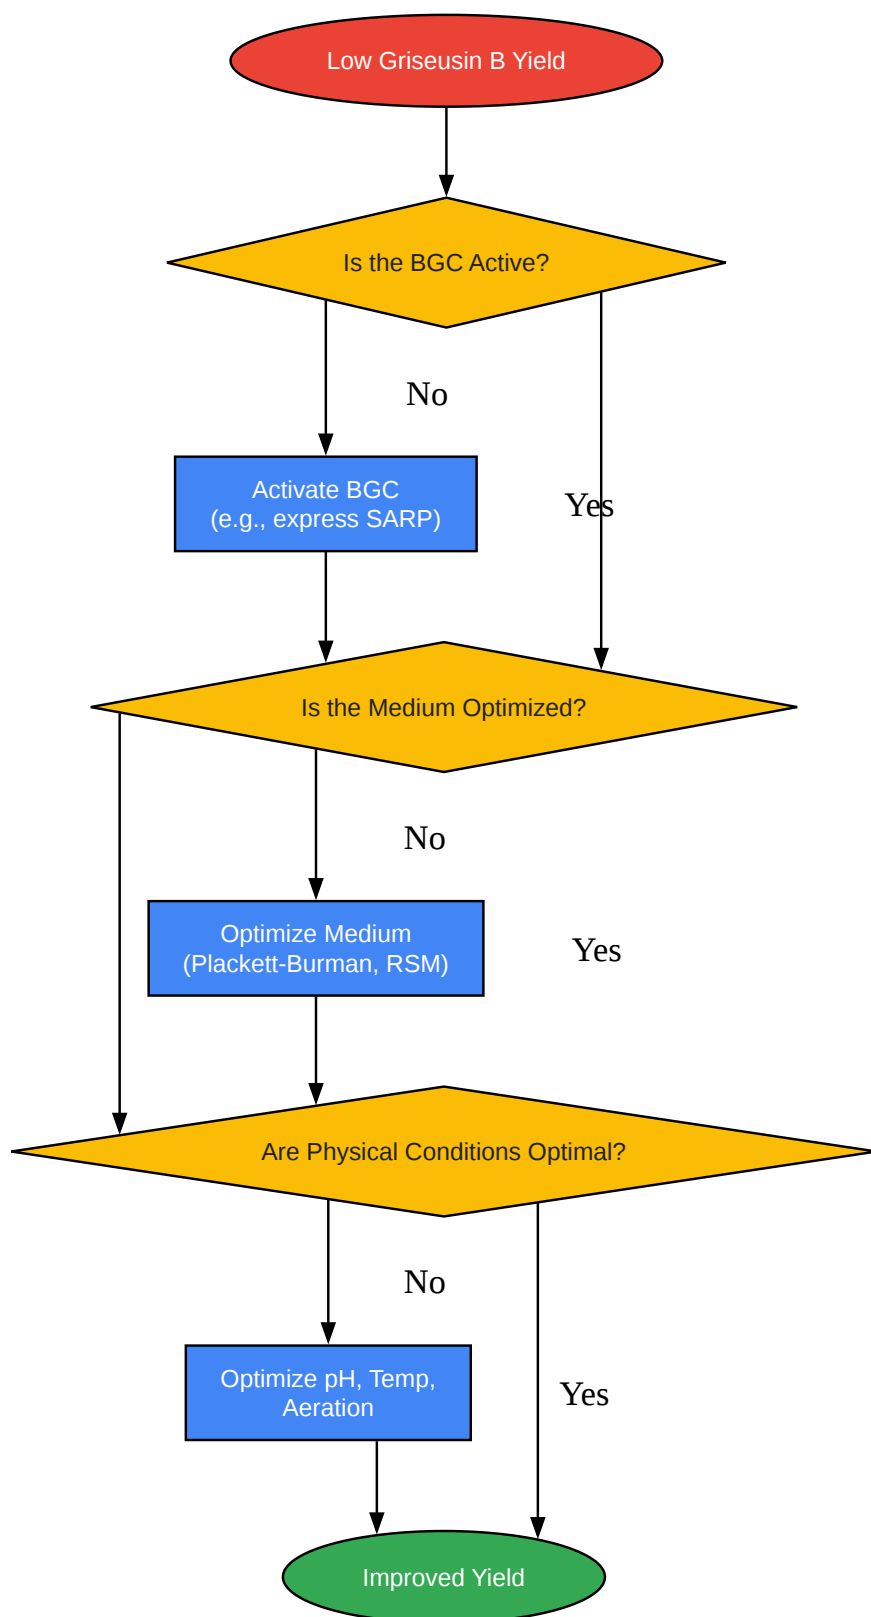 Low Griseusin B Yield
Is the BGC Active?
No
Activate BGC
(e.g., express SARP)
Yes
Is the Medium Optimized?
No
Optimize Medium
(Plackett-Burman, RSM)
Yes
Are Physical Conditions Optimal?
No
Optimize pH, Temp,
Aeration
Yes
Improved Yield